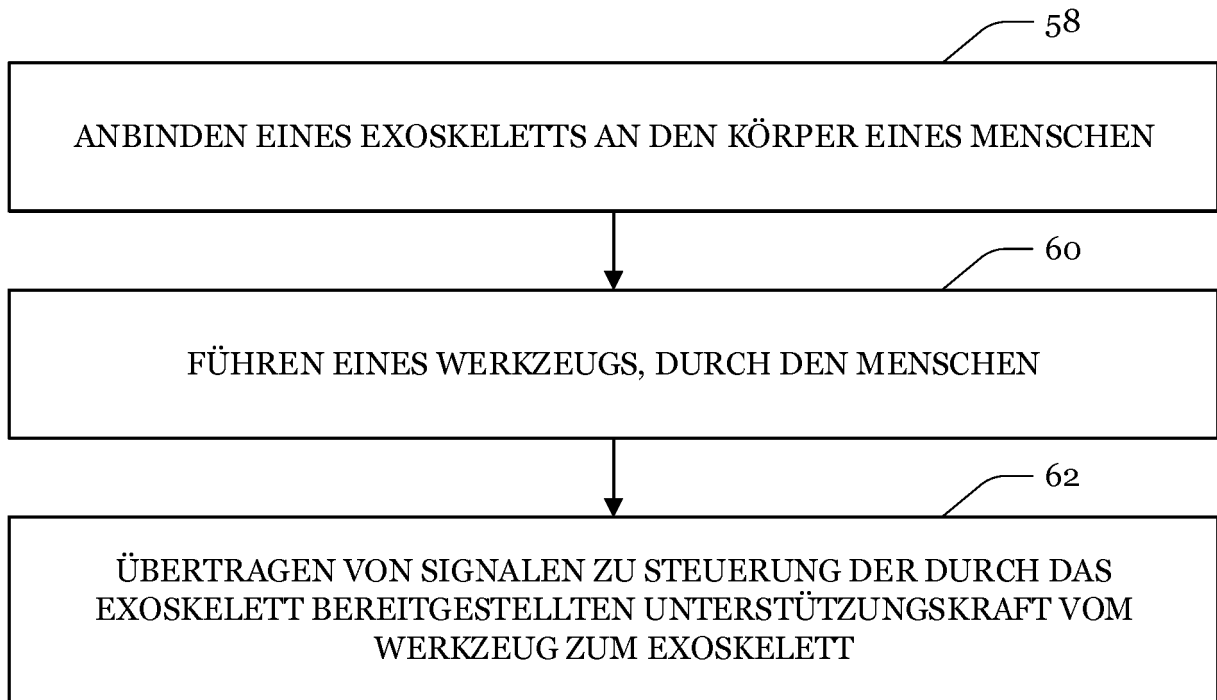 58
ANBINDEN EINES EXOSKELETTS AN DEN KÖRPER EINES MENSCHEN
60
FÜHREN EINES WERKZEUGS, DURCH DEN MENSCHEN
62
ÜBERTRAGEN VON SIGNALEN ZU STEUERUNG DER DURCH DAS
EXOSKELETT BEREITGESTELLTEN UNTERSTÜTZUNGSKRAFT VOM
WERKZEUG ZUM EXOSKELETT